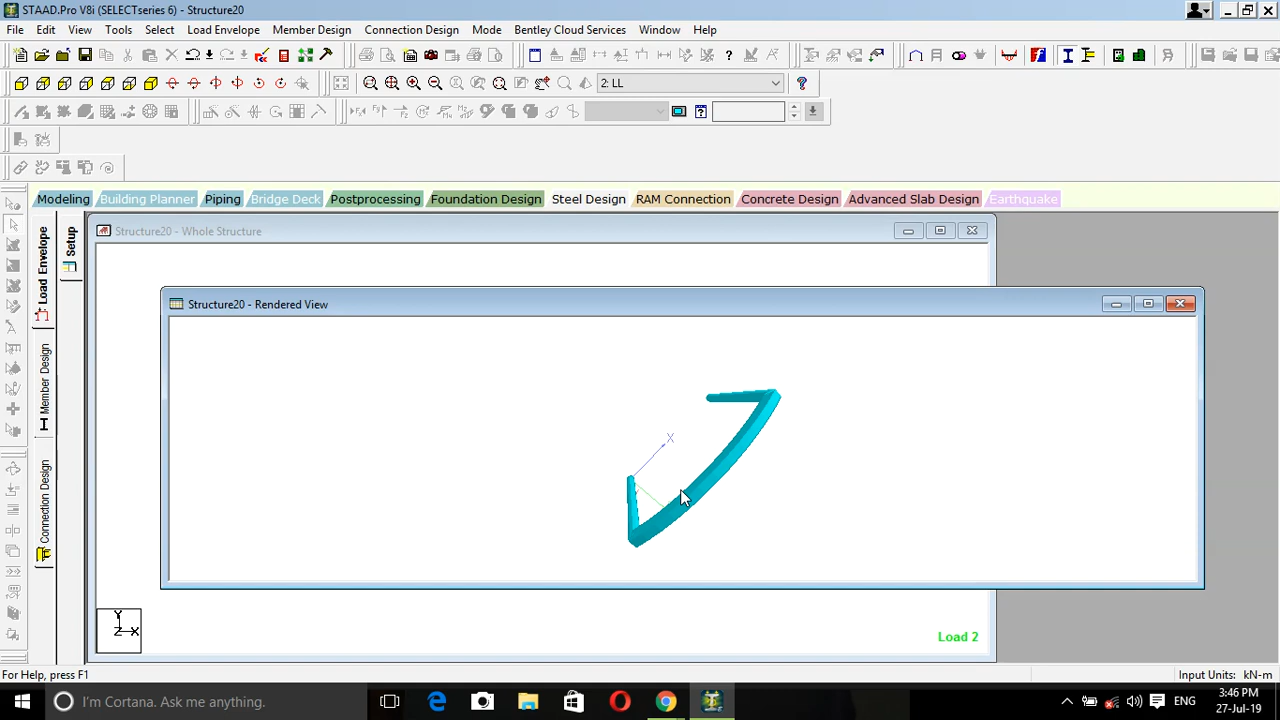 STAAD.Pro V8i (SELECTseries 6) - Structure20
File Edit View Tools Select Load Envelope Member Design Connection Design Mode Bentley Cloud Services Window Help
2: LL
Modeling Building Planner Piping Bridge Deck Postprocessing Foundation Design Steel Design RAM Connection Concrete Design Advanced Slab Design Earthquake
Load Envelope
Setup
Member Design
Connection Design
Structure20 - Whole Structure
Structure20 - Rendered View
X
Y
Z X
Load 2
For Help, press F1
Input Units: kN-m
I'm Cortana. Ask me anything.
ENG
3:46 PM
27-Jul-19